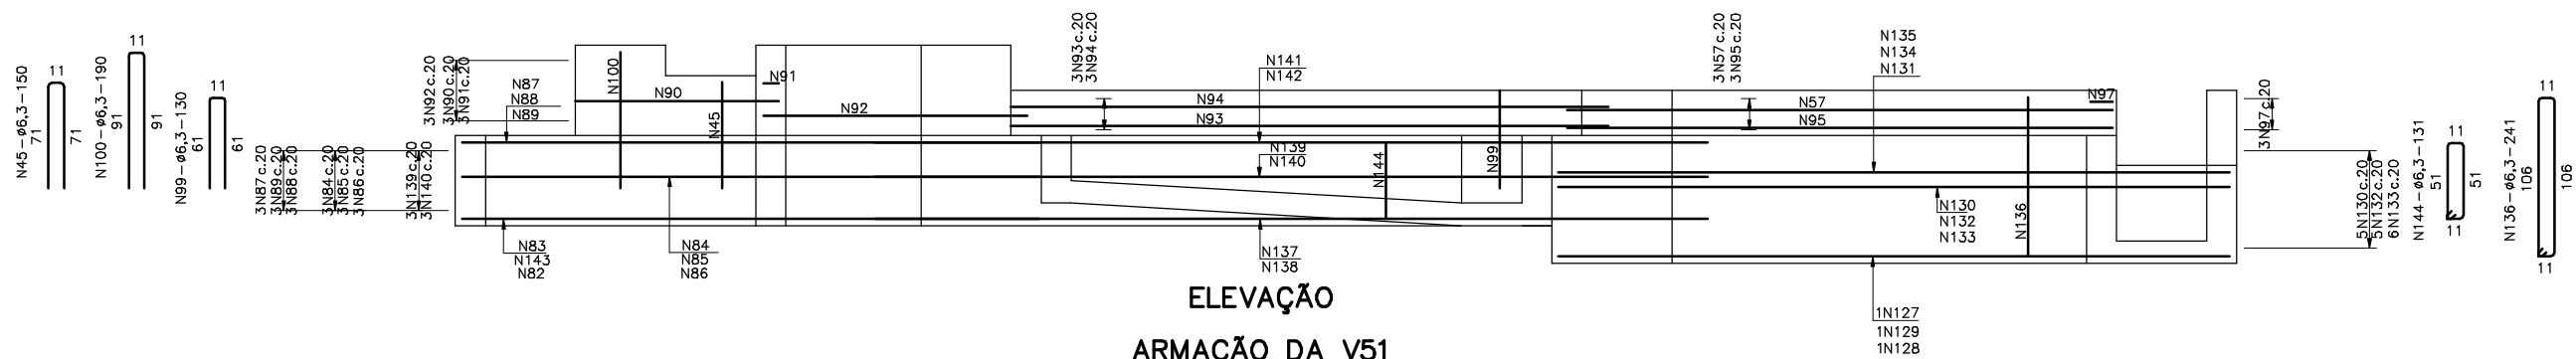 N45-ø6,3-150
11
71
71
N100-ø6,3-190
11
91
91
N99-ø6,3-130
11
61
61
3N87c.20
3N89c.20
3N88c.20
3N84c.20
3N85c.20
3N86c.20
3N139c.20
3N140c.20
3N92c.20
3N90c.20
3N91c.20
N87
N88
N89
N100
N90
N45
N91
N92
3N93c.20
3N94c.20
N94
N93
N141
N142
N139
N140
N144
N99
3N57c.20
3N95c.20
N57
N95
N135
N134
N131
N97
3N97c.20
N136
N130
N132
N133
5N130c.20
5N132c.20
6N133c.20
N144-ø6,3-131
11
51
51
11
N136-ø6,3-241
11
106
106
11
N83
N143
N82
N84
N85
N86
N137
N138
1N127
1N129
1N128
ELEVAÇÃO
ARMAÇÃO DA V51